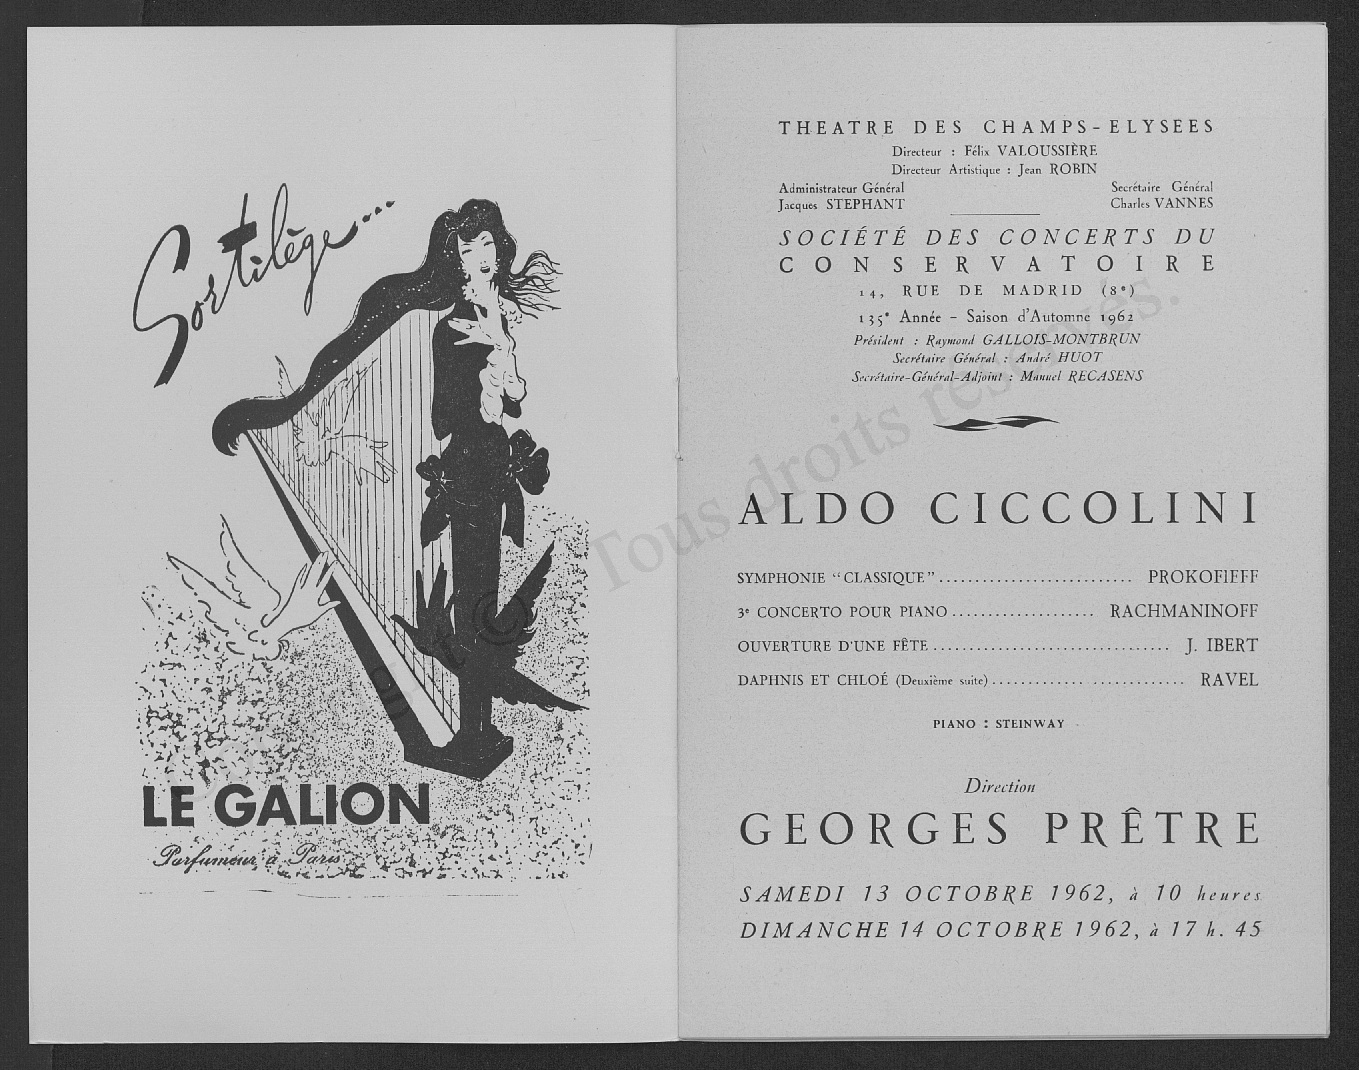 Sortilège...
LE GALION
Parfumeur à Paris
THEATRE DES CHAMPS-ELYSEES
Directeur : Félix VALOUSSIÈRE
Directeur Artistique : Jean ROBIN
Administrateur Général Secrétaire Général
Jacques STEPHANT Charles VANNES
SOCIÉTÉ DES CONCERTS DU
CONSERVATOIRE
14, RUE DE MADRID (8e)
135e Année - Saison d'Automne 1962
Président : Raymond GALLOIS-MONTBRUN
Secrétaire Général : André HUOT
Secrétaire-Général-Adjoint : Manuel RECASENS
ALDO CICCOLINI
SYMPHONIE "CLASSIQUE" ........................... PROKOFIEFF
3e CONCERTO POUR PIANO .................... RACHMANINOFF
OUVERTURE D'UNE FÊTE ................................. J. IBERT
DAPHNIS ET CHLOÉ (Deuxième suite) ........................... RAVEL
PIANO : STEINWAY
Direction
GEORGES PRÊTRE
SAMEDI 13 OCTOBRE 1962, à 10 heures
DIMANCHE 14 OCTOBRE 1962, à 17 h. 45
© Tous droits réservés.